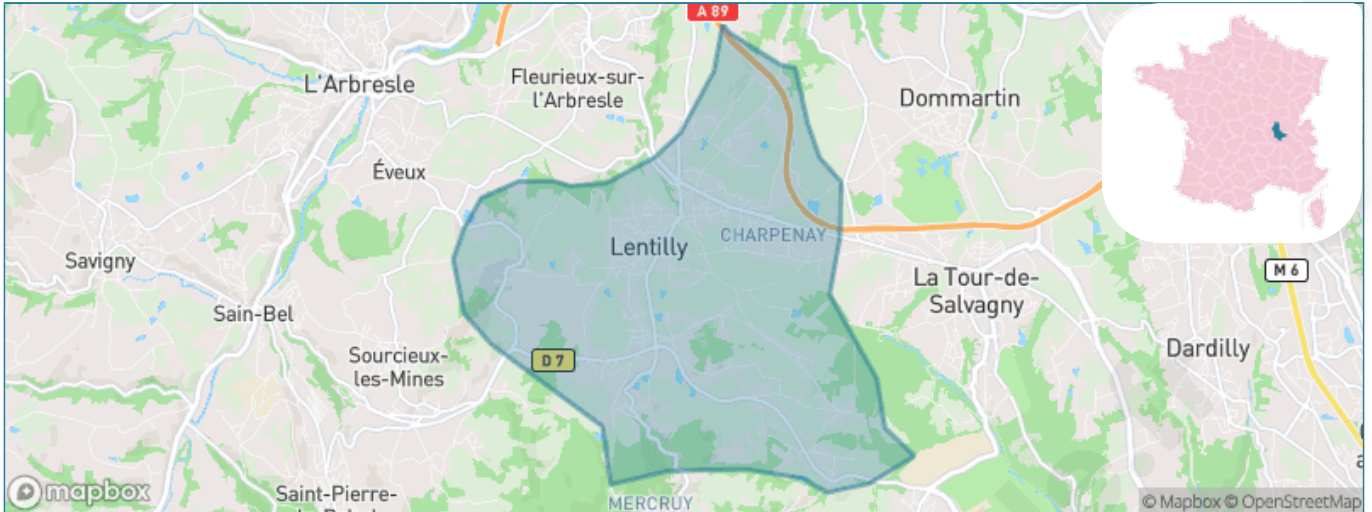 A 89
L'Arbresle
Fleurieux-sur-
l'Arbresle
Dommartin
Éveux
CHARPENAY
Lentilly
Savigny
La Tour-de-
Salvagny
M 6
Sain-Bel
Sourcieux-
les-Mines
D 7
Dardilly
mapbox
Saint-Pierre-
MERCRUY
© Mapbox © OpenStreetMap